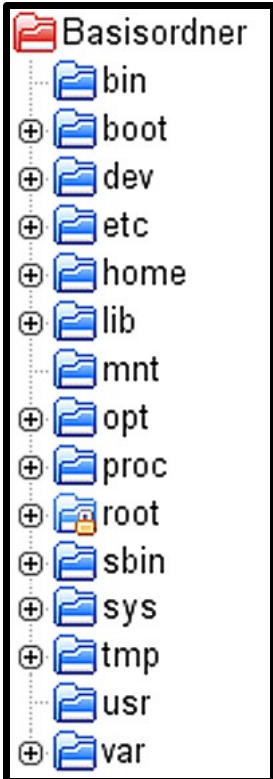 Basisordner
bin
boot
dev
etc
home
lib
mnt
opt
proc
root
sbin
sys
tmp
usr
var